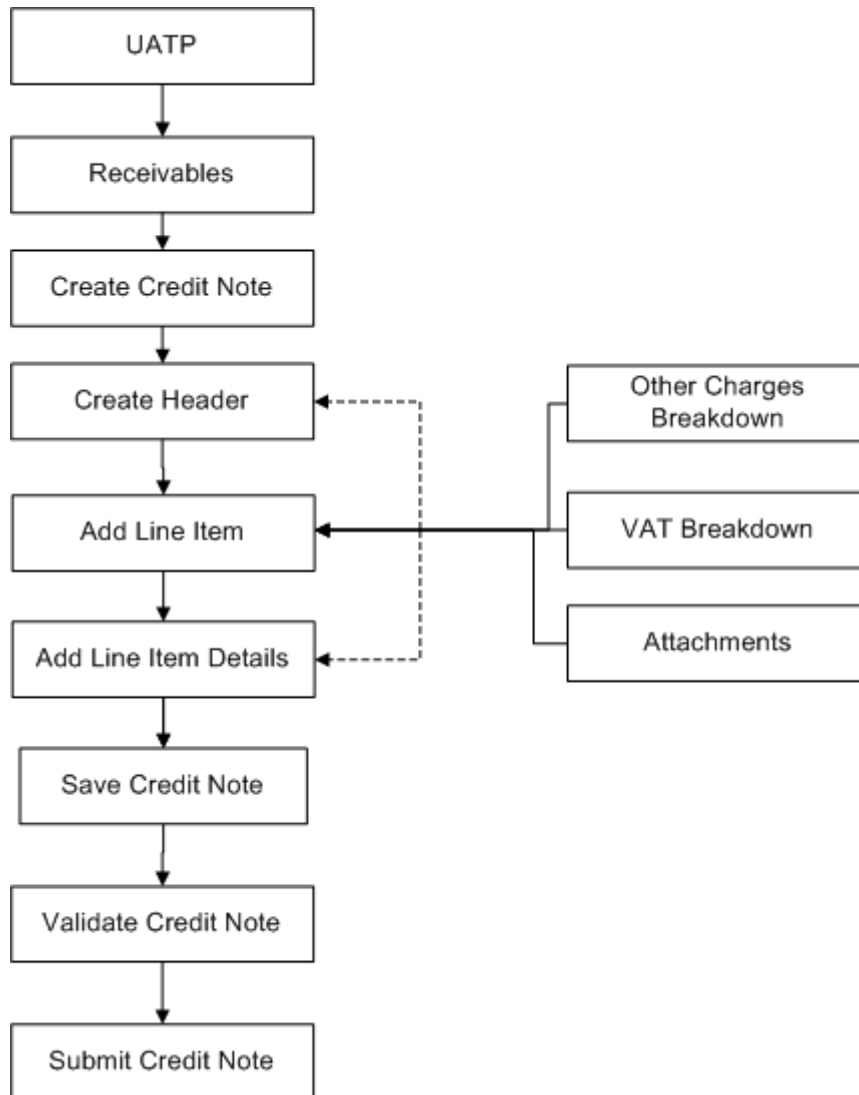 UATP
Receivables
Create Credit Note
Create Header
Other Charges
Breakdown
Add Line Item
VAT Breakdown
Add Line Item Details
Attachments
Save Credit Note
Validate Credit Note
Submit Credit Note